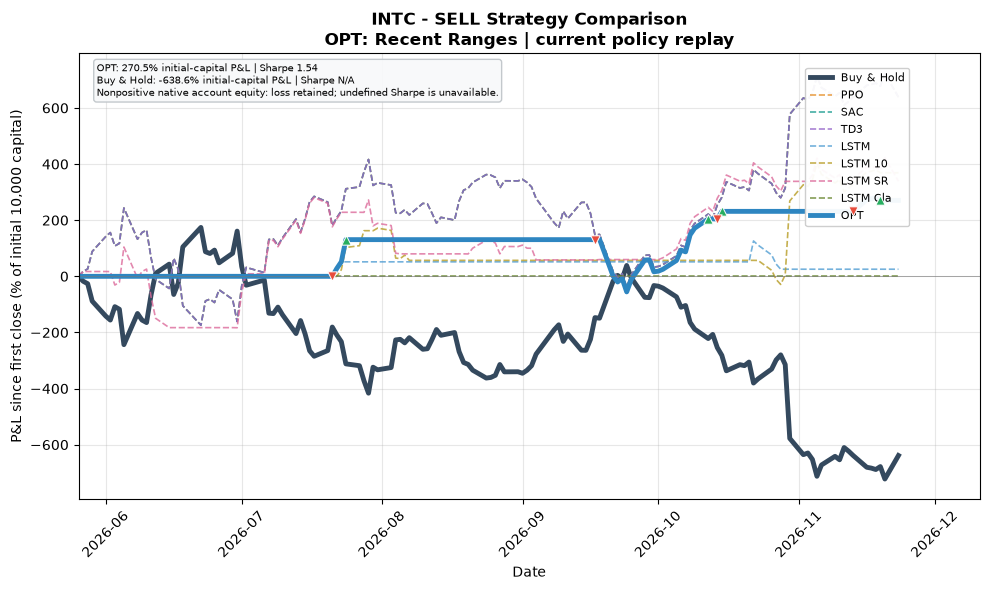 INTC - SELL Strategy Comparison
OPT: Recent Ranges | current policy replay
OPT: 270.5% initial-capital P&L | Sharpe 1.54
Buy & Hold: -638.6% initial-capital P&L | Sharpe N/A
Nonpositive native account equity: loss retained; undefined Sharpe is unavailable.
Buy & Hold
PPO
SAC
TD3
LSTM
LSTM 10
LSTM SR
LSTM Cla
OPT
P&L since first close (% of initial 10,000 capital)
600
400
200
0
−200
−400
−600
2026-06
2026-07
2026-08
2026-09
2026-10
2026-11
2026-12
Date